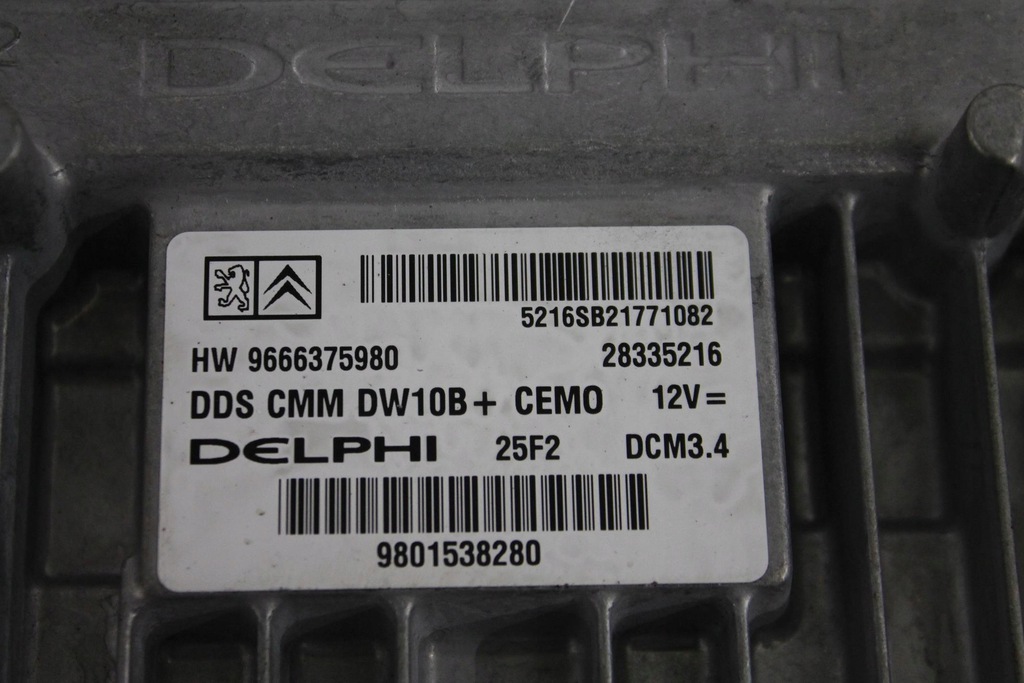 DELPHI
5216SB21771082
HW 9666375980 28335216
DDS CMM DW10B+ CEMO 12V=
DELPHI 25F2 DCM3.4
9801538280